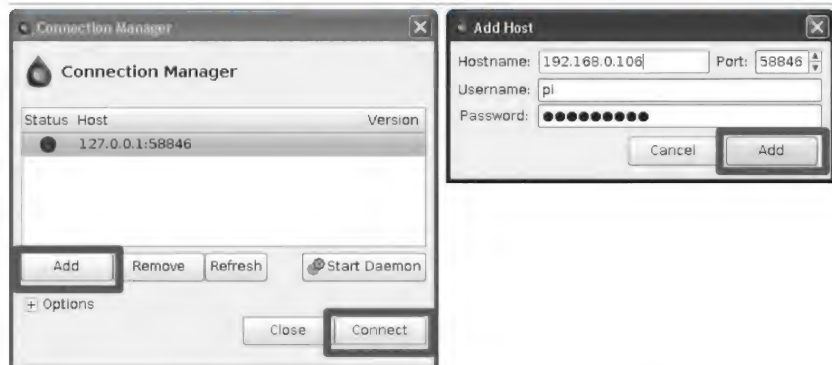 Connection Manager
Connection Manager
Status Host Version
127.0.0.1:58846
Add Remove Refresh Start Daemon
+ Options
Close Connect
Add Host
Hostname: 192.168.0.106 Port: 58846
Username: pi
Password: ●●●●●●●●●
Cancel Add